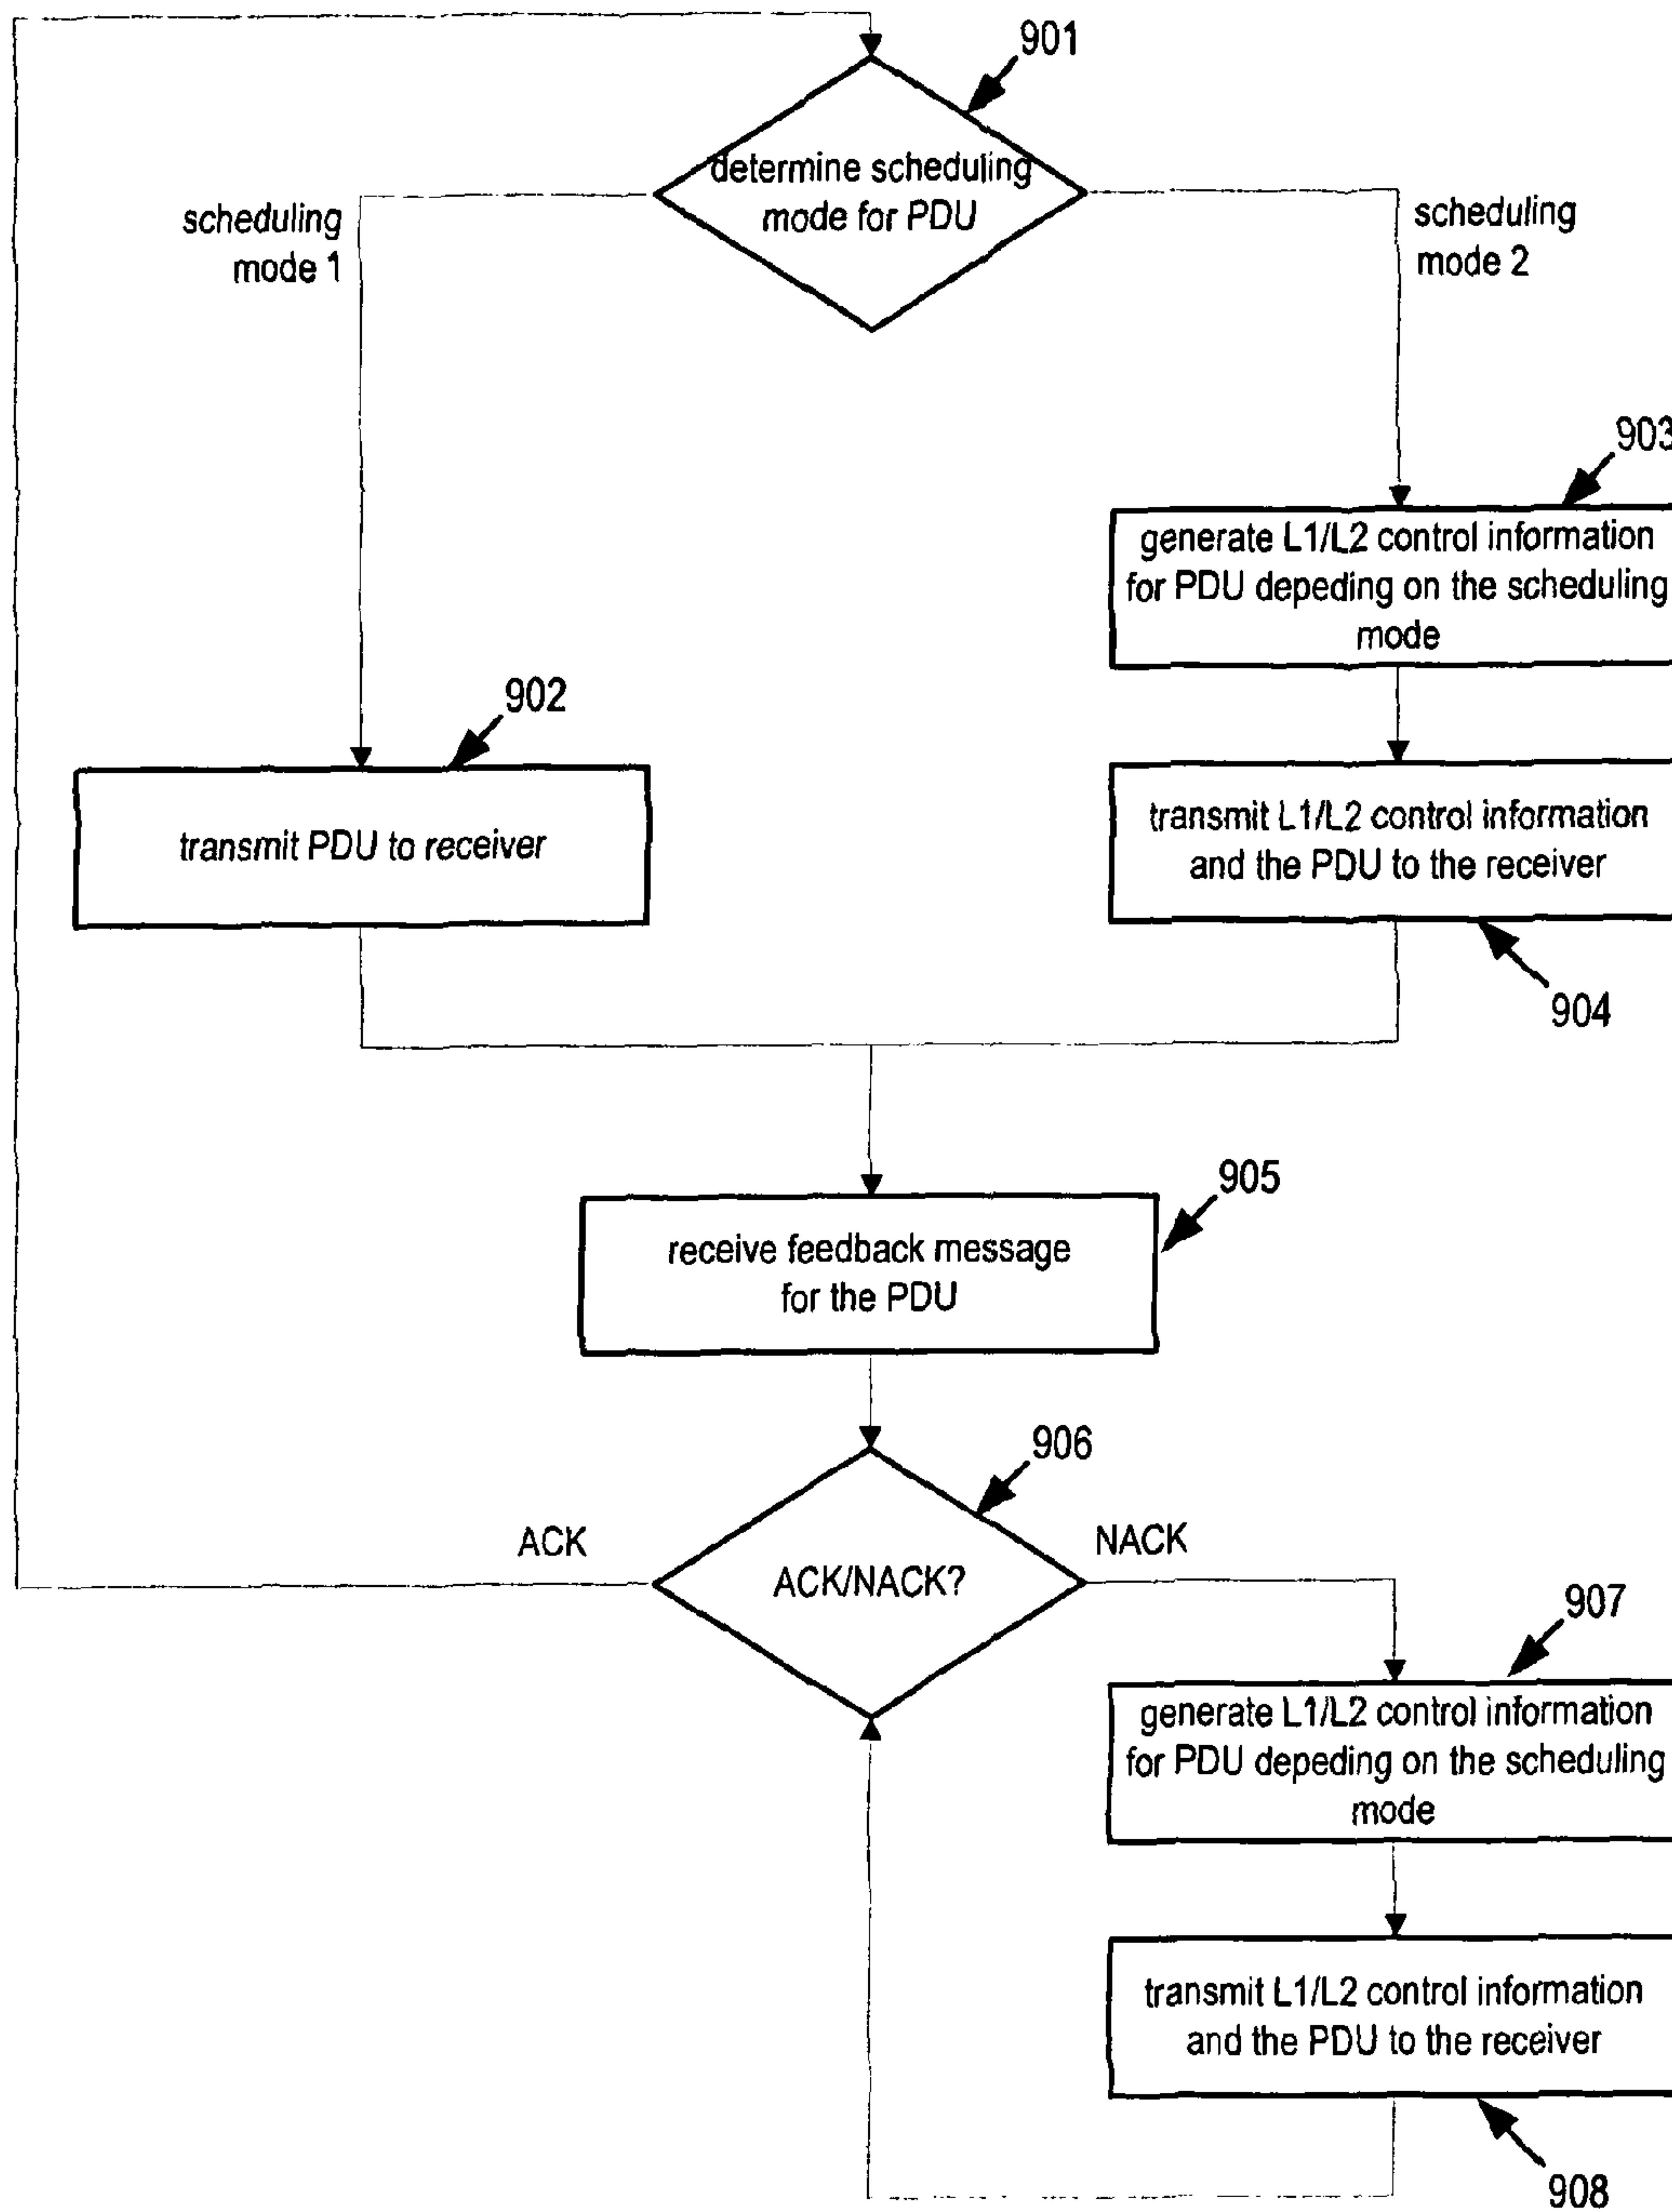 901
determine scheduling
mode for PDU
scheduling
mode 1
scheduling
mode 2
903
generate L1/L2 control information
for PDU depeding on the scheduling
mode
902
transmit PDU to receiver
transmit L1/L2 control information
and the PDU to the receiver
904
905
receive feedback message
for the PDU
906
ACK
ACK/NACK?
NACK
907
generate L1/L2 control information
for PDU depeding on the scheduling
mode
transmit L1/L2 control information
and the PDU to the receiver
908